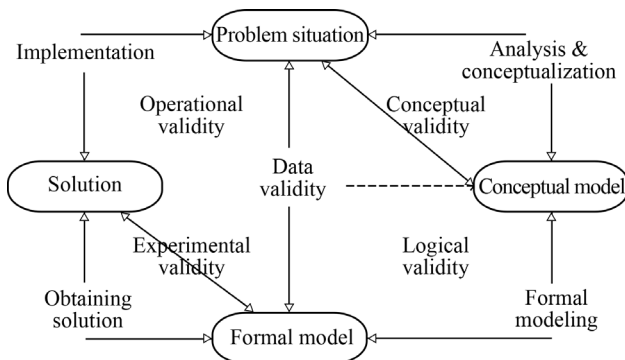 Problem situation
Implementation
Analysis &
conceptualization
Operational
validity
Conceptual
validity
Solution
Data
validity
Conceptual model
Experimental
validity
Logical
validity
Obtaining
solution
Formal
modeling
Formal model